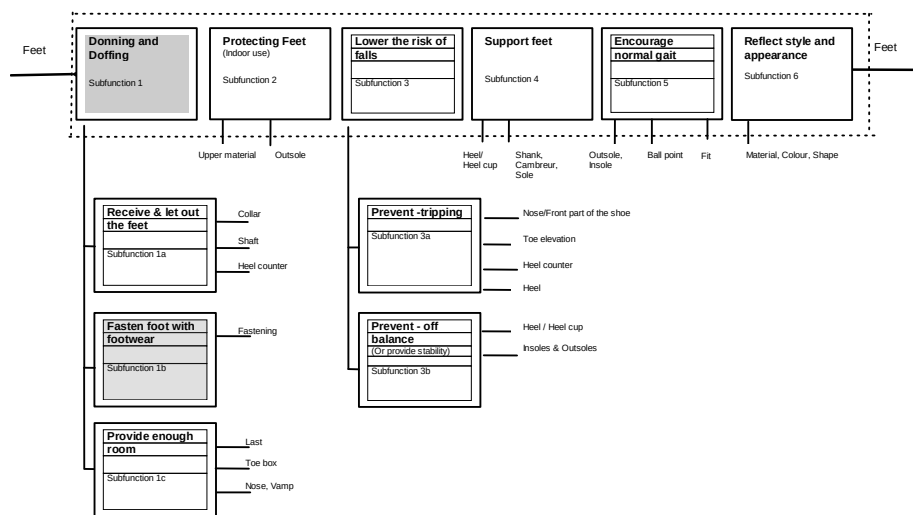 Feet
Donning and
Doffing
Subfunction 1
Protecting Feet
(Indoor use)
Subfunction 2
Lower the risk of
falls
Subfunction 3
Support feet
Subfunction 4
Encourage
normal gait
Subfunction 5
Reflect style and
appearance
Subfunction 6
Feet
Upper material
Outsole
Heel/
Heel cup
Shank,
Cambreur,
Sole
Outsole,
Insole
Ball point
Fit
Material, Colour, Shape
Receive & let out
the feet
Subfunction 1a
Collar
Shaft
Heel counter
Prevent -tripping
Subfunction 3a
Nose/Front part of the shoe
Toe elevation
Heel counter
Heel
Fasten foot with
footwear
Subfunction 1b
Fastening
Prevent - off
balance
(Or provide stability)
Subfunction 3b
Heel / Heel cup
Insoles & Outsoles
Provide enough
room
Subfunction 1c
Last
Toe box
Nose, Vamp